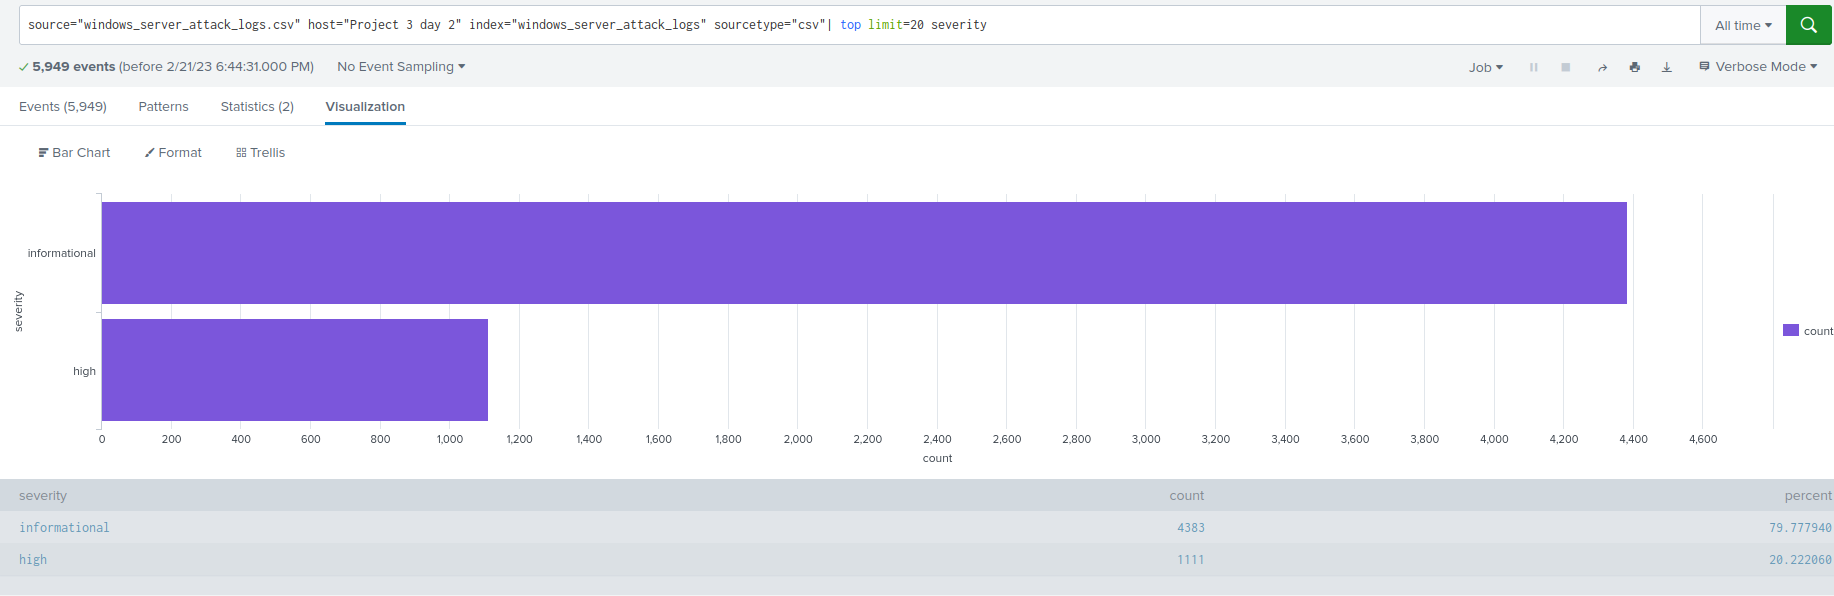 source="windows_server_attack_logs.csv" host="Project 3 day 2" index="windows_server_attack_logs" sourcetype="csv"| top limit=20 severity
All time
5,949 events (before 2/21/23 6:44:31.000 PM)
No Event Sampling
Job
Verbose Mode
Events (5,949)
Patterns
Statistics (2)
Visualization
Bar Chart
Format
Trellis
severity
informational
high
count
0 200 400 600 800 1,000 1,200 1,400 1,600 1,800 2,000 2,200 2,400 2,600 2,800 3,000 3,200 3,400 3,600 3,800 4,000 4,200 4,400 4,600
count
severity count percent
informational 4383 79.777940
high 1111 20.222060